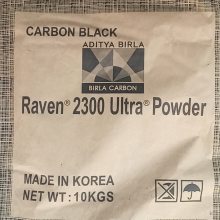 CARBON BLACK
ADITYA BIRLA
BIRLA CARBON
Raven® 2300 Ultra® Powder
MADE IN KOREA
NET WT: 10KGS